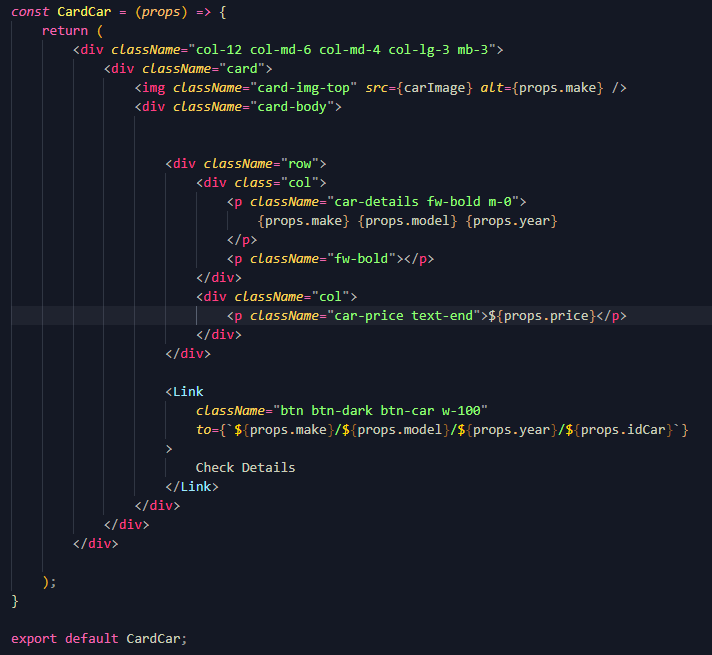 const CardCar = (props) => {
    return (
        <div className="col-12 col-md-6 col-md-4 col-lg-3 mb-3">
            <div className="card">
                <img className="card-img-top" src={carImage} alt={props.make} />
                <div className="card-body">
                    <div className="row">
                        <div class="col">
                            <p className="car-details fw-bold m-0">
                                {props.make} {props.model} {props.year}
                            </p>
                            <p className="fw-bold"></p>
                        </div>
                        <div className="col">
                            <p className="car-price text-end">${props.price}</p>
                        </div>
                    </div>
                    <Link
                        className="btn btn-dark btn-car w-100"
                        to={`${props.make}/${props.model}/${props.year}/${props.idCar}`}
                    >
                        Check Details
                    </Link>
                </div>
            </div>
        </div>
    );
}
export default CardCar;